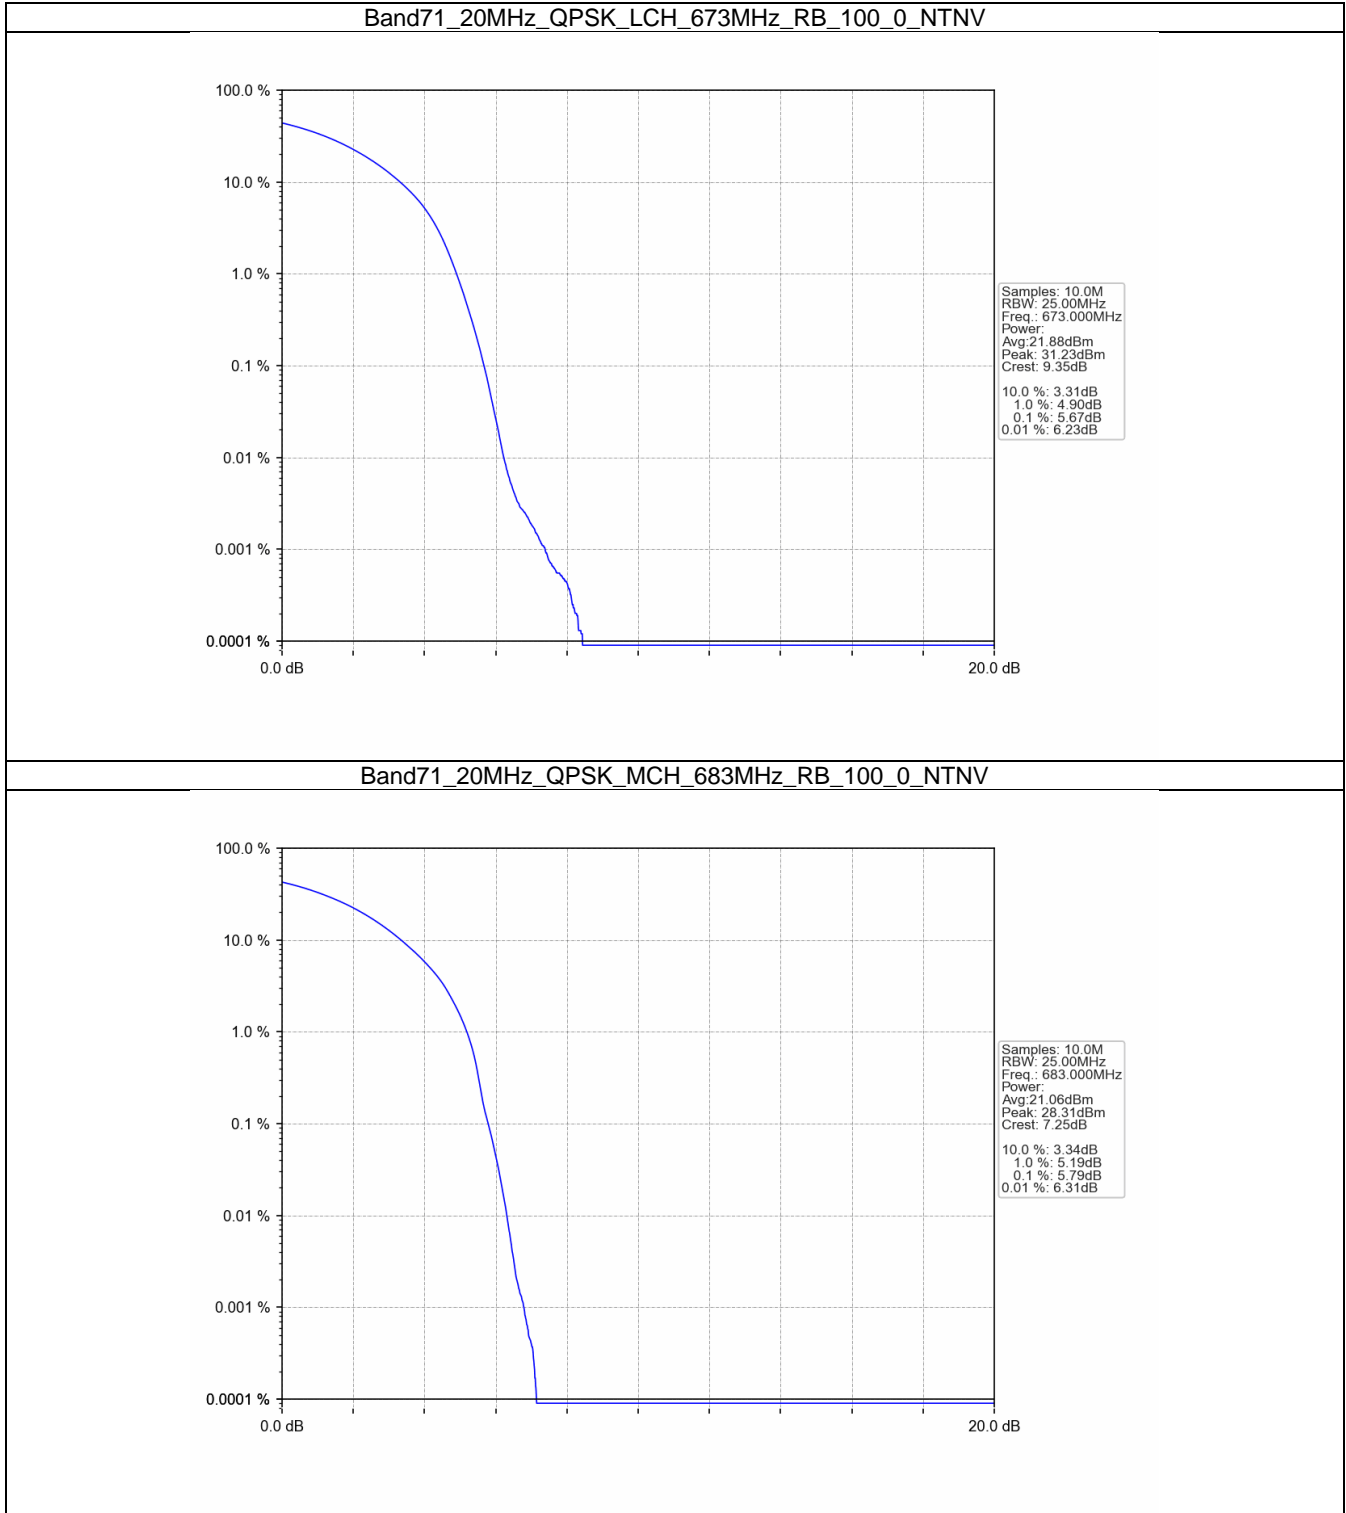 Band71_20MHz_QPSK_LCH_673MHz_RB_100_0_NTNV
100.0 %
10.0 %
1.0 %
0.1 %
0.01 %
0.001 %
0.0001 %
0.0 dB
20.0 dB
Samples: 10.0M
RBW: 25.00MHz
Freq.: 673.000MHz
Power:
Avg:21.88dBm
Peak: 31.23dBm
Crest: 9.35dB
10.0 %: 3.31dB
1.0 %: 4.90dB
0.1 %: 5.67dB
0.01 %: 6.23dB
Band71_20MHz_QPSK_MCH_683MHz_RB_100_0_NTNV
100.0 %
10.0 %
1.0 %
0.1 %
0.01 %
0.001 %
0.0001 %
0.0 dB
20.0 dB
Samples: 10.0M
RBW: 25.00MHz
Freq.: 683.000MHz
Power:
Avg:21.06dBm
Peak: 28.31dBm
Crest: 7.25dB
10.0 %: 3.34dB
1.0 %: 5.19dB
0.1 %: 5.79dB
0.01 %: 6.31dB